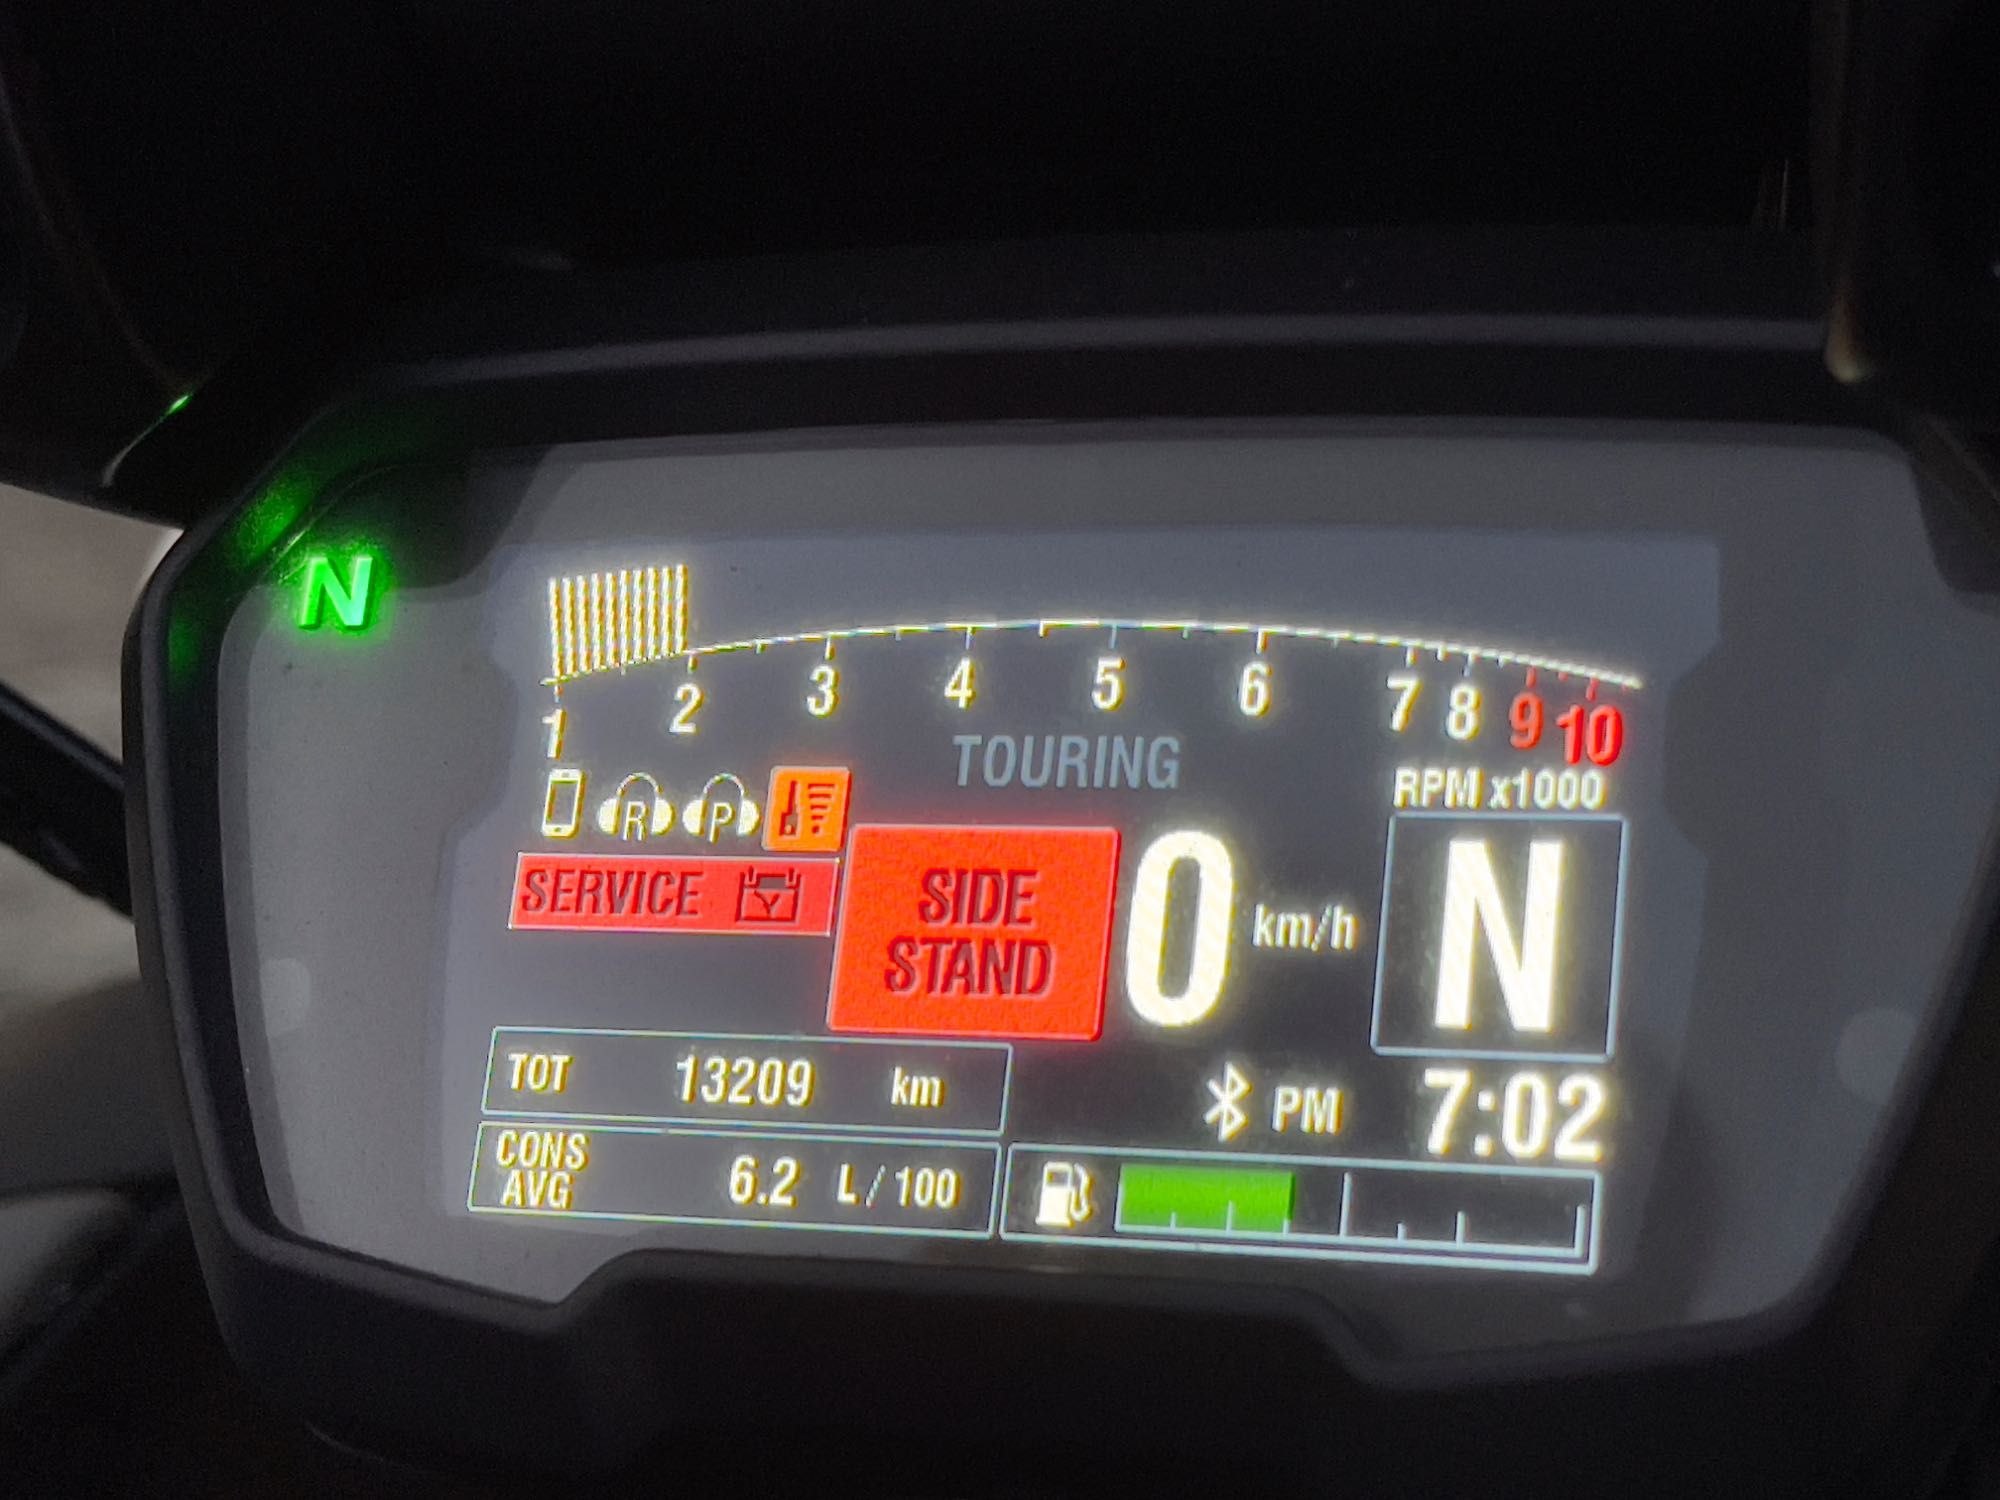 N
1 2 3 4 5 6 7 8 9 10
TOURING
RPM x1000
R P
SERVICE
SIDE
STAND
0 km/h
N
TOT 13209 km
PM 7:02
CONS
AVG
6.2 L/100